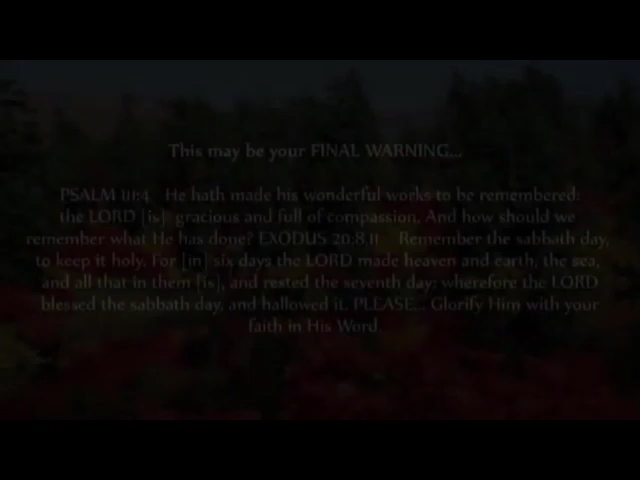 This may be your FINAL WARNING...
PSALM 111:4 He hath made his wonderful works to be remembered:
the LORD [is] gracious and full of compassion. And how should we
remember what He has done? EXODUS 20:8,11 Remember the sabbath day,
to keep it holy. For [in] six days the LORD made heaven and earth, the sea,
and all that in them [is], and rested the seventh day: wherefore the LORD
blessed the sabbath day, and hallowed it. PLEASE... Glorify Him with your
faith in His Word.